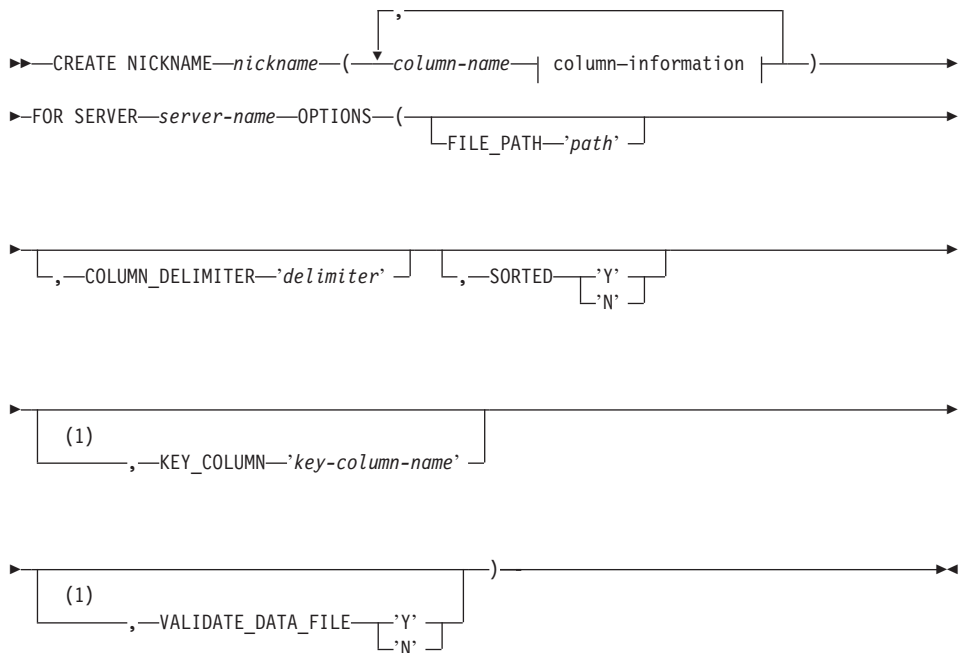 ,
CREATE NICKNAME nickname ( column-name column–information )
FOR SERVER server-name OPTIONS (
FILE_PATH ’path’
, COLUMN_DELIMITER ’delimiter’ , SORTED ’Y’
’N’
(1)
, KEY_COLUMN ’key-column-name’
)
(1)
, VALIDATE_DATA_FILE ’Y’
’N’